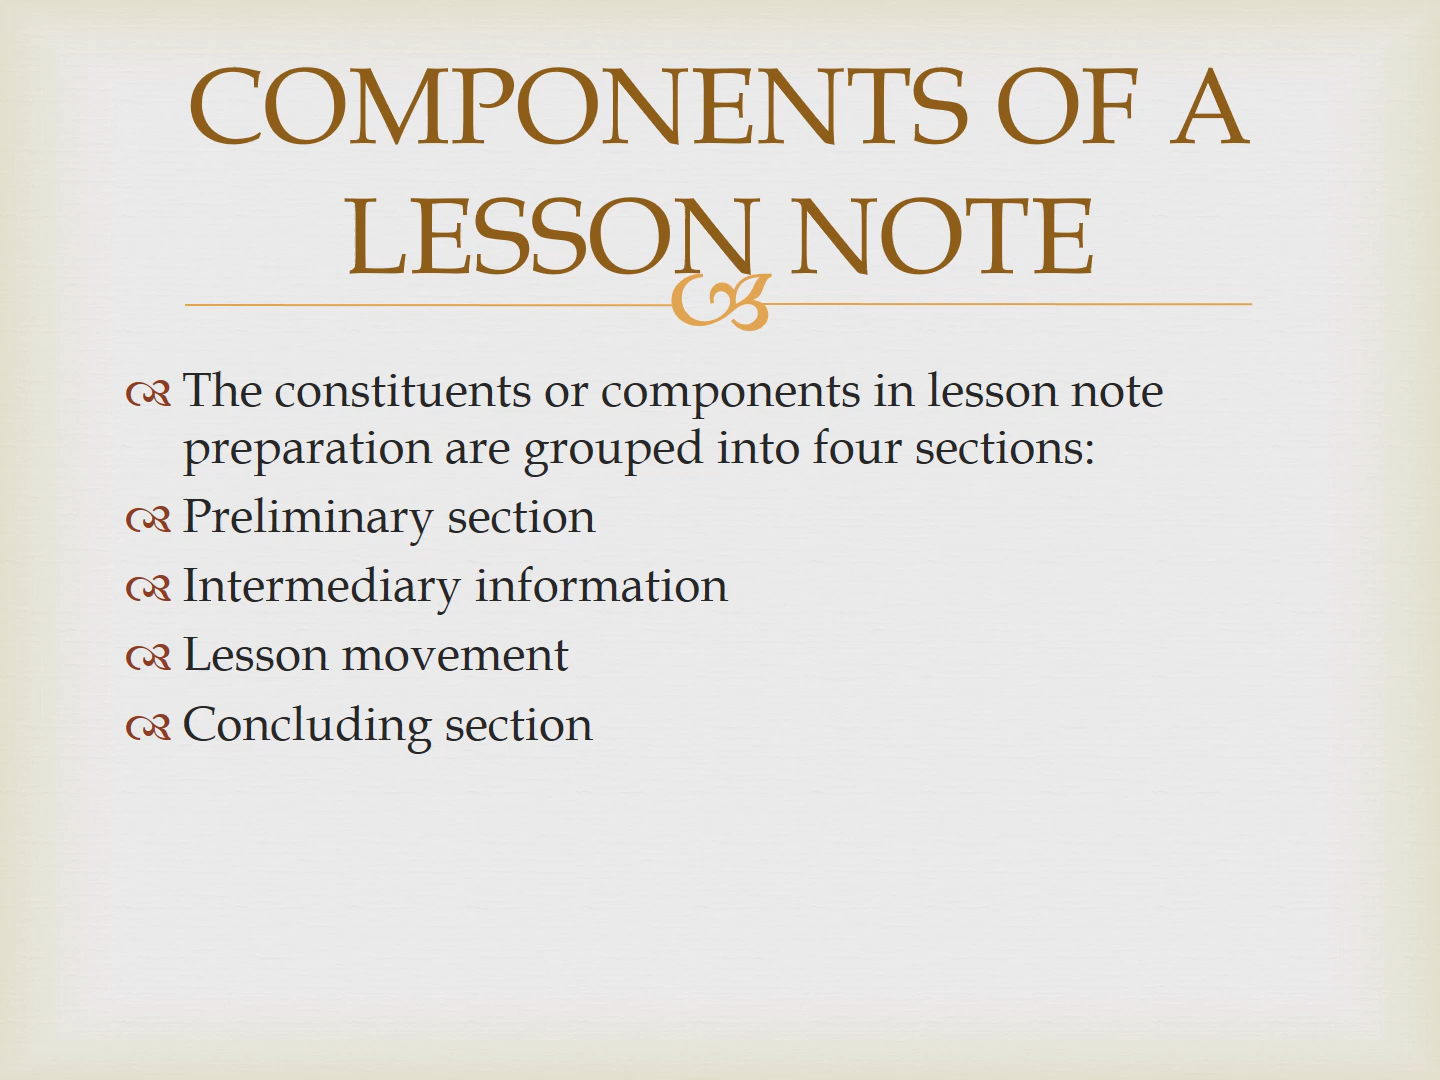 COMPONENTS OF A
LESSON NOTE
The constituents or components in lesson note
preparation are grouped into four sections:
Preliminary section
Intermediary information
Lesson movement
Concluding section